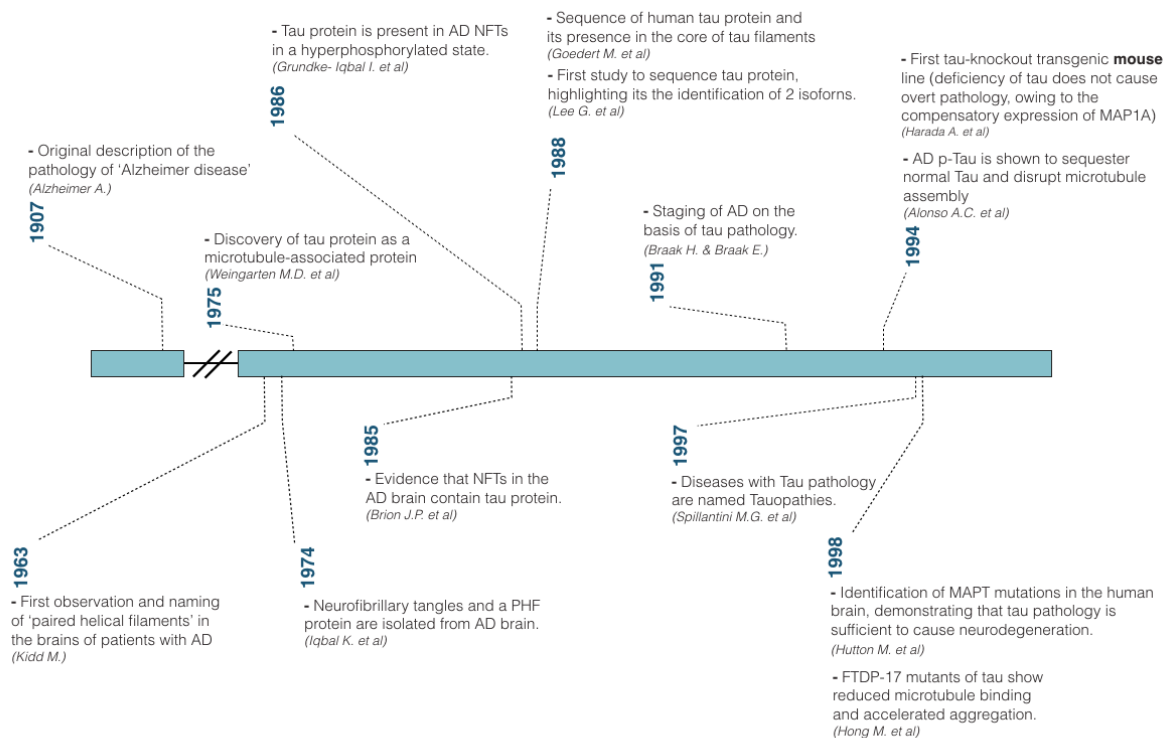 1907
- Original description of the
pathology of ‘Alzheimer disease’
(Alzheimer A.)
1963
- First observation and naming
of ‘paired helical filaments’ in
the brains of patients with AD
(Kidd M.)
1974
- Neurofibrillary tangles and a PHF
protein are isolated from AD brain.
(Iqbal K. et al)
1975
- Discovery of tau protein as a
microtubule-associated protein
(Weingarten M.D. et al)
1985
- Evidence that NFTs in the
AD brain contain tau protein.
(Brion J.P. et al)
1986
- Tau protein is present in AD NFTs
in a hyperphosphorylated state.
(Grundke- Iqbal I. et al)
1988
- Sequence of human tau protein and
its presence in the core of tau filaments
(Goedert M. et al)
- First study to sequence tau protein,
highlighting its the identification of 2 isoforns.
(Lee G. et al)
1991
- Staging of AD on the
basis of tau pathology.
(Braak H. & Braak E.)
1994
- First tau-knockout transgenic mouse
line (deficiency of tau does not cause
overt pathology, owing to the
compensatory expression of MAP1A)
(Harada A. et al)
- AD p-Tau is shown to sequester
normal Tau and disrupt microtubule
assembly
(Alonso A.C. et al)
1997
- Diseases with Tau pathology
are named Tauopathies.
(Spillantini M.G. et al)
1998
- Identification of MAPT mutations in the human
brain, demonstrating that tau pathology is
sufficient to cause neurodegeneration.
(Hutton M. et al)
- FTDP-17 mutants of tau show
reduced microtubule binding
and accelerated aggregation.
(Hong M. et al)